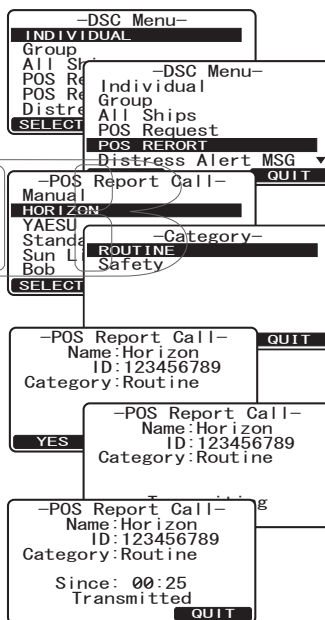 -DSC Menu-
INDIVIDUAL
Group
All Sh
POS Re
POS Re
Distre
SELECT
-DSC Menu-
Individual
Group
All Ships
POS Request
POS RERORT
Distress Alert MSG ▼
QUIT
-POS Report Call-
Manual
HORIZON
YAESU
Standa
Sun L
Bob
SELECT
-Category-
ROUTINE
Safety
QUIT
-POS Report Call-
Name:Horizon
ID:123456789
Category:Routine
YES
-POS Report Call-
Name:Horizon
ID:123456789
Category:Routine
-POS Report Call-
Name:Horizon
ID:123456789
Category:Routine
Since: 00:25
Transmitted
QUIT